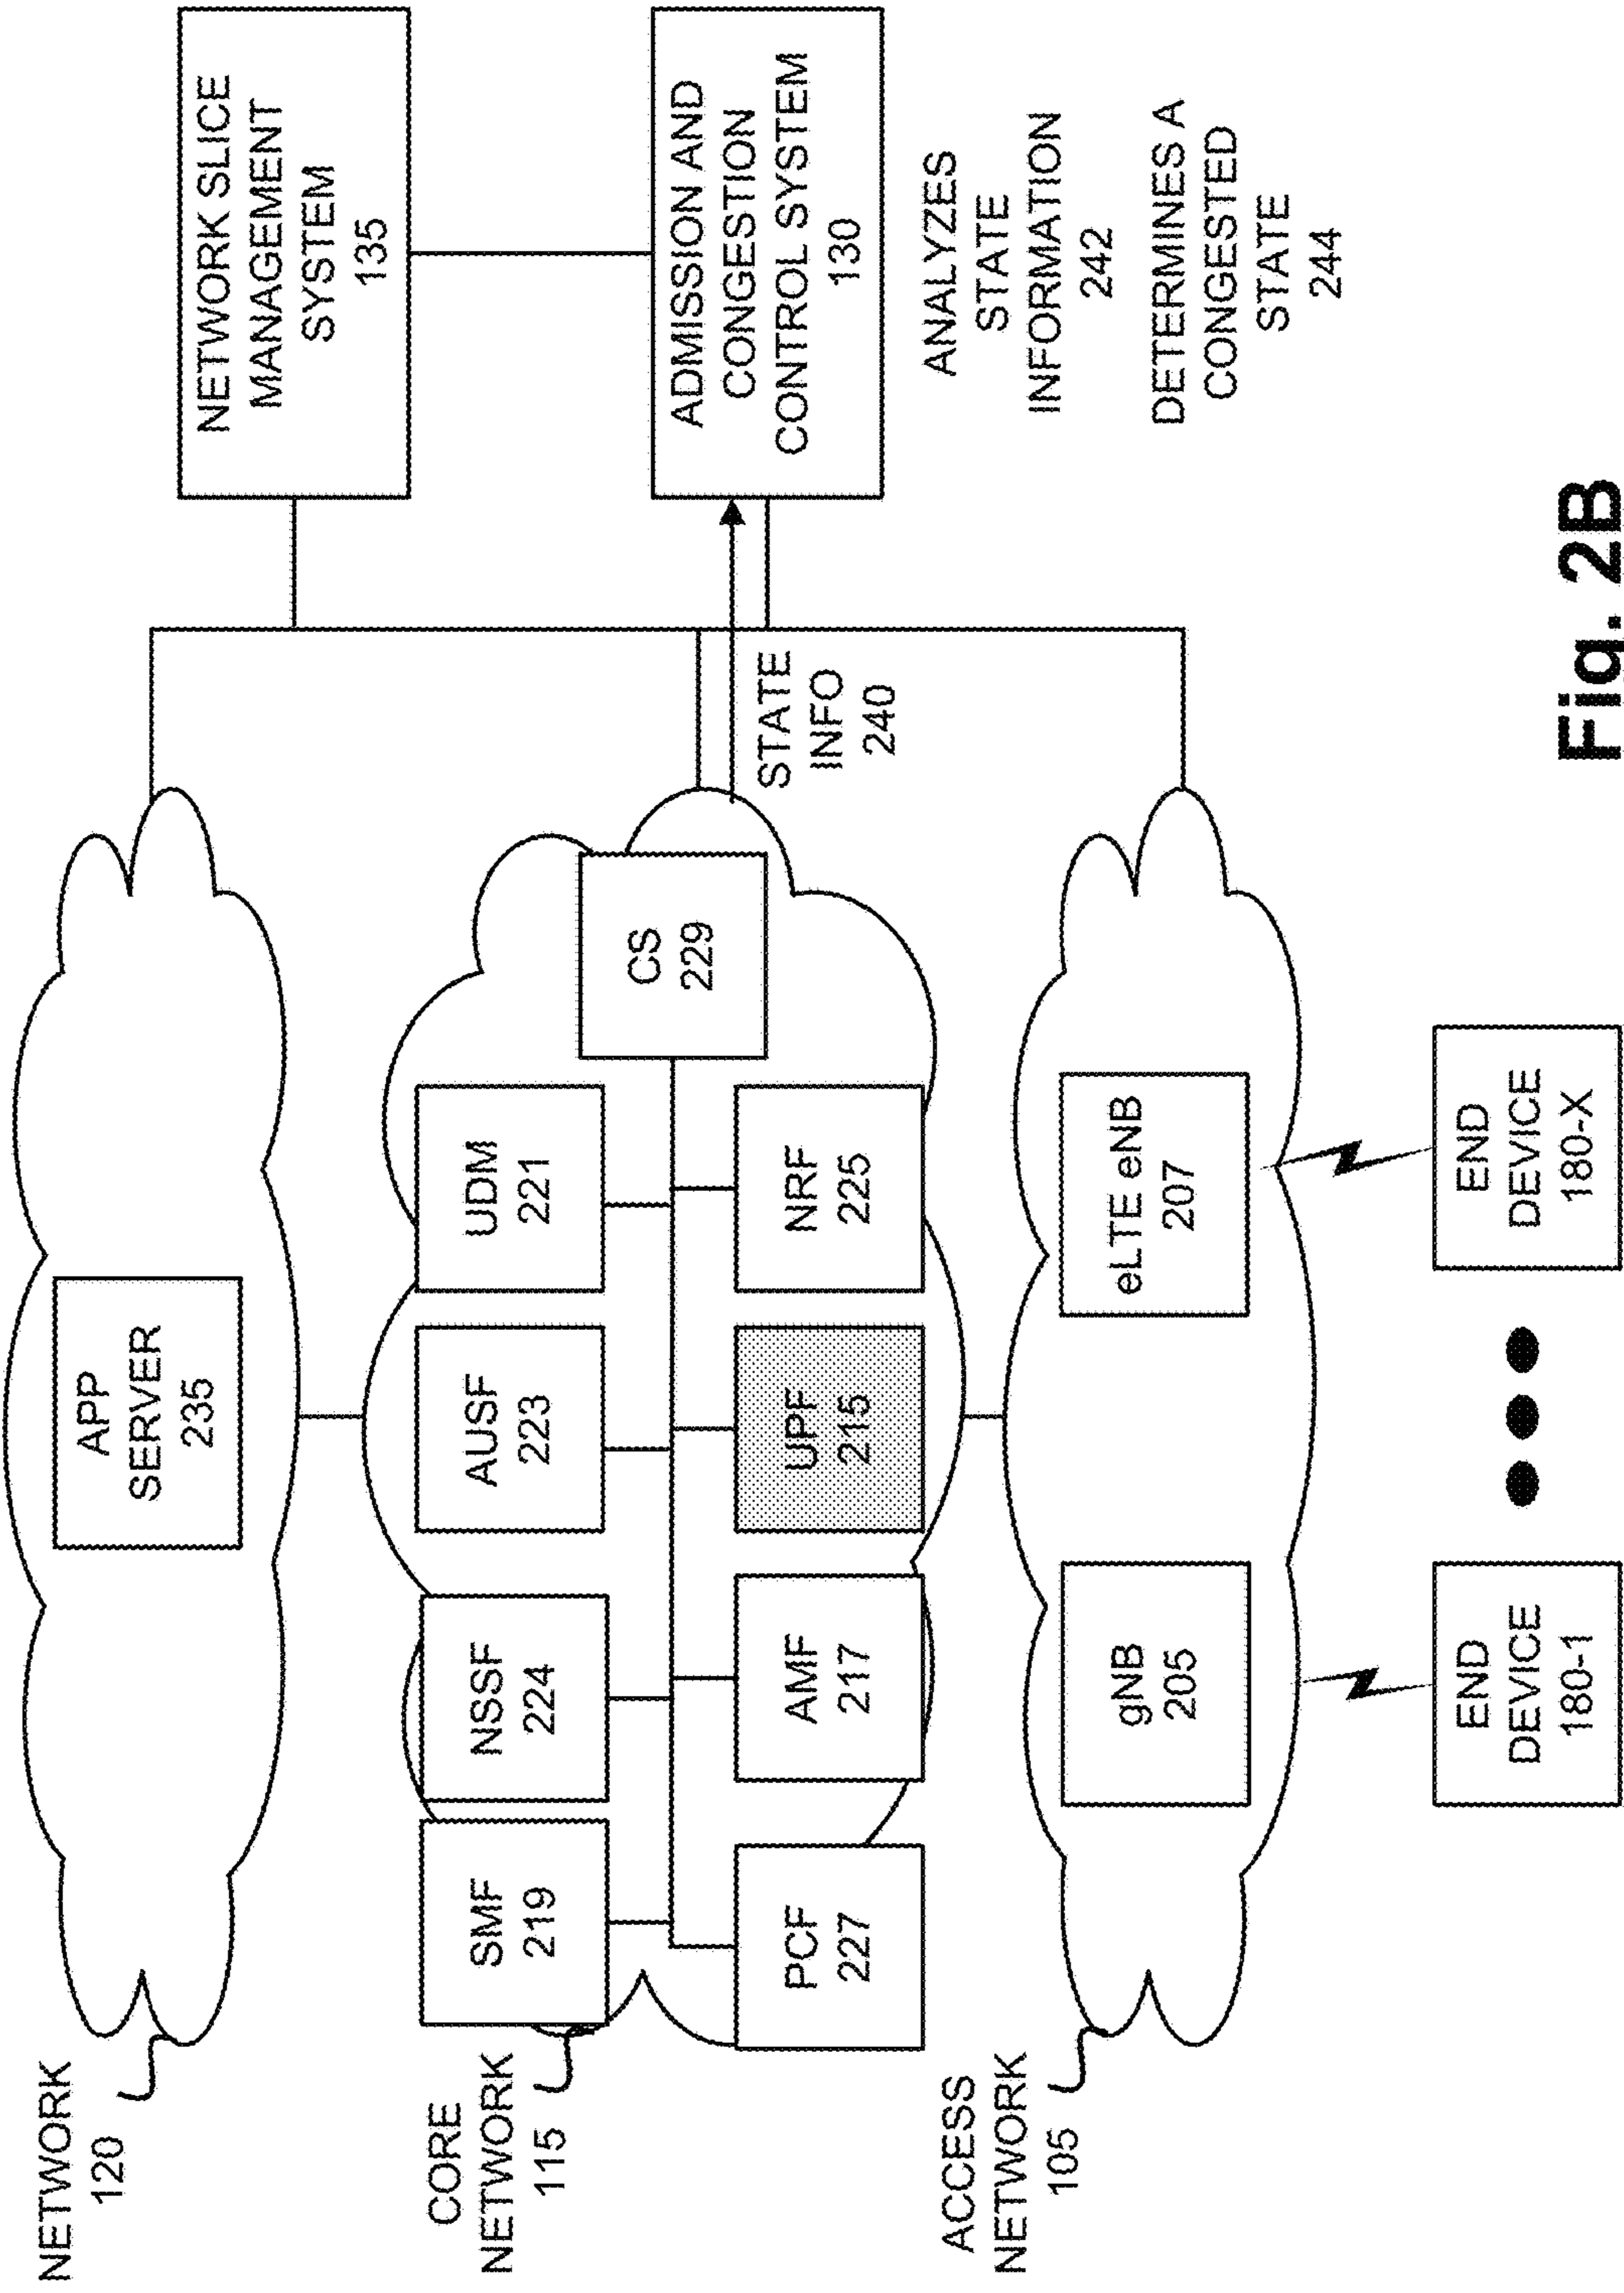 NETWORK
120
APP
SERVER
235
NETWORK SLICE
MANAGEMENT
SYSTEM
135
CORE
NETWORK
115
SMF
219
NSSF
224
AUSF
223
UDM
221
CS
229
PCF
227
AMF
217
UPF
215
NRF
225
STATE
INFO
240
ADMISSION AND
CONGESTION
CONTROL SYSTEM
130
ANALYZES
STATE
INFORMATION
242
DETERMINES A
CONGESTED
STATE
244
ACCESS
NETWORK
105
gNB
205
eLTE eNB
207
END
DEVICE
180-1
END
DEVICE
180-X
Fig. 2B